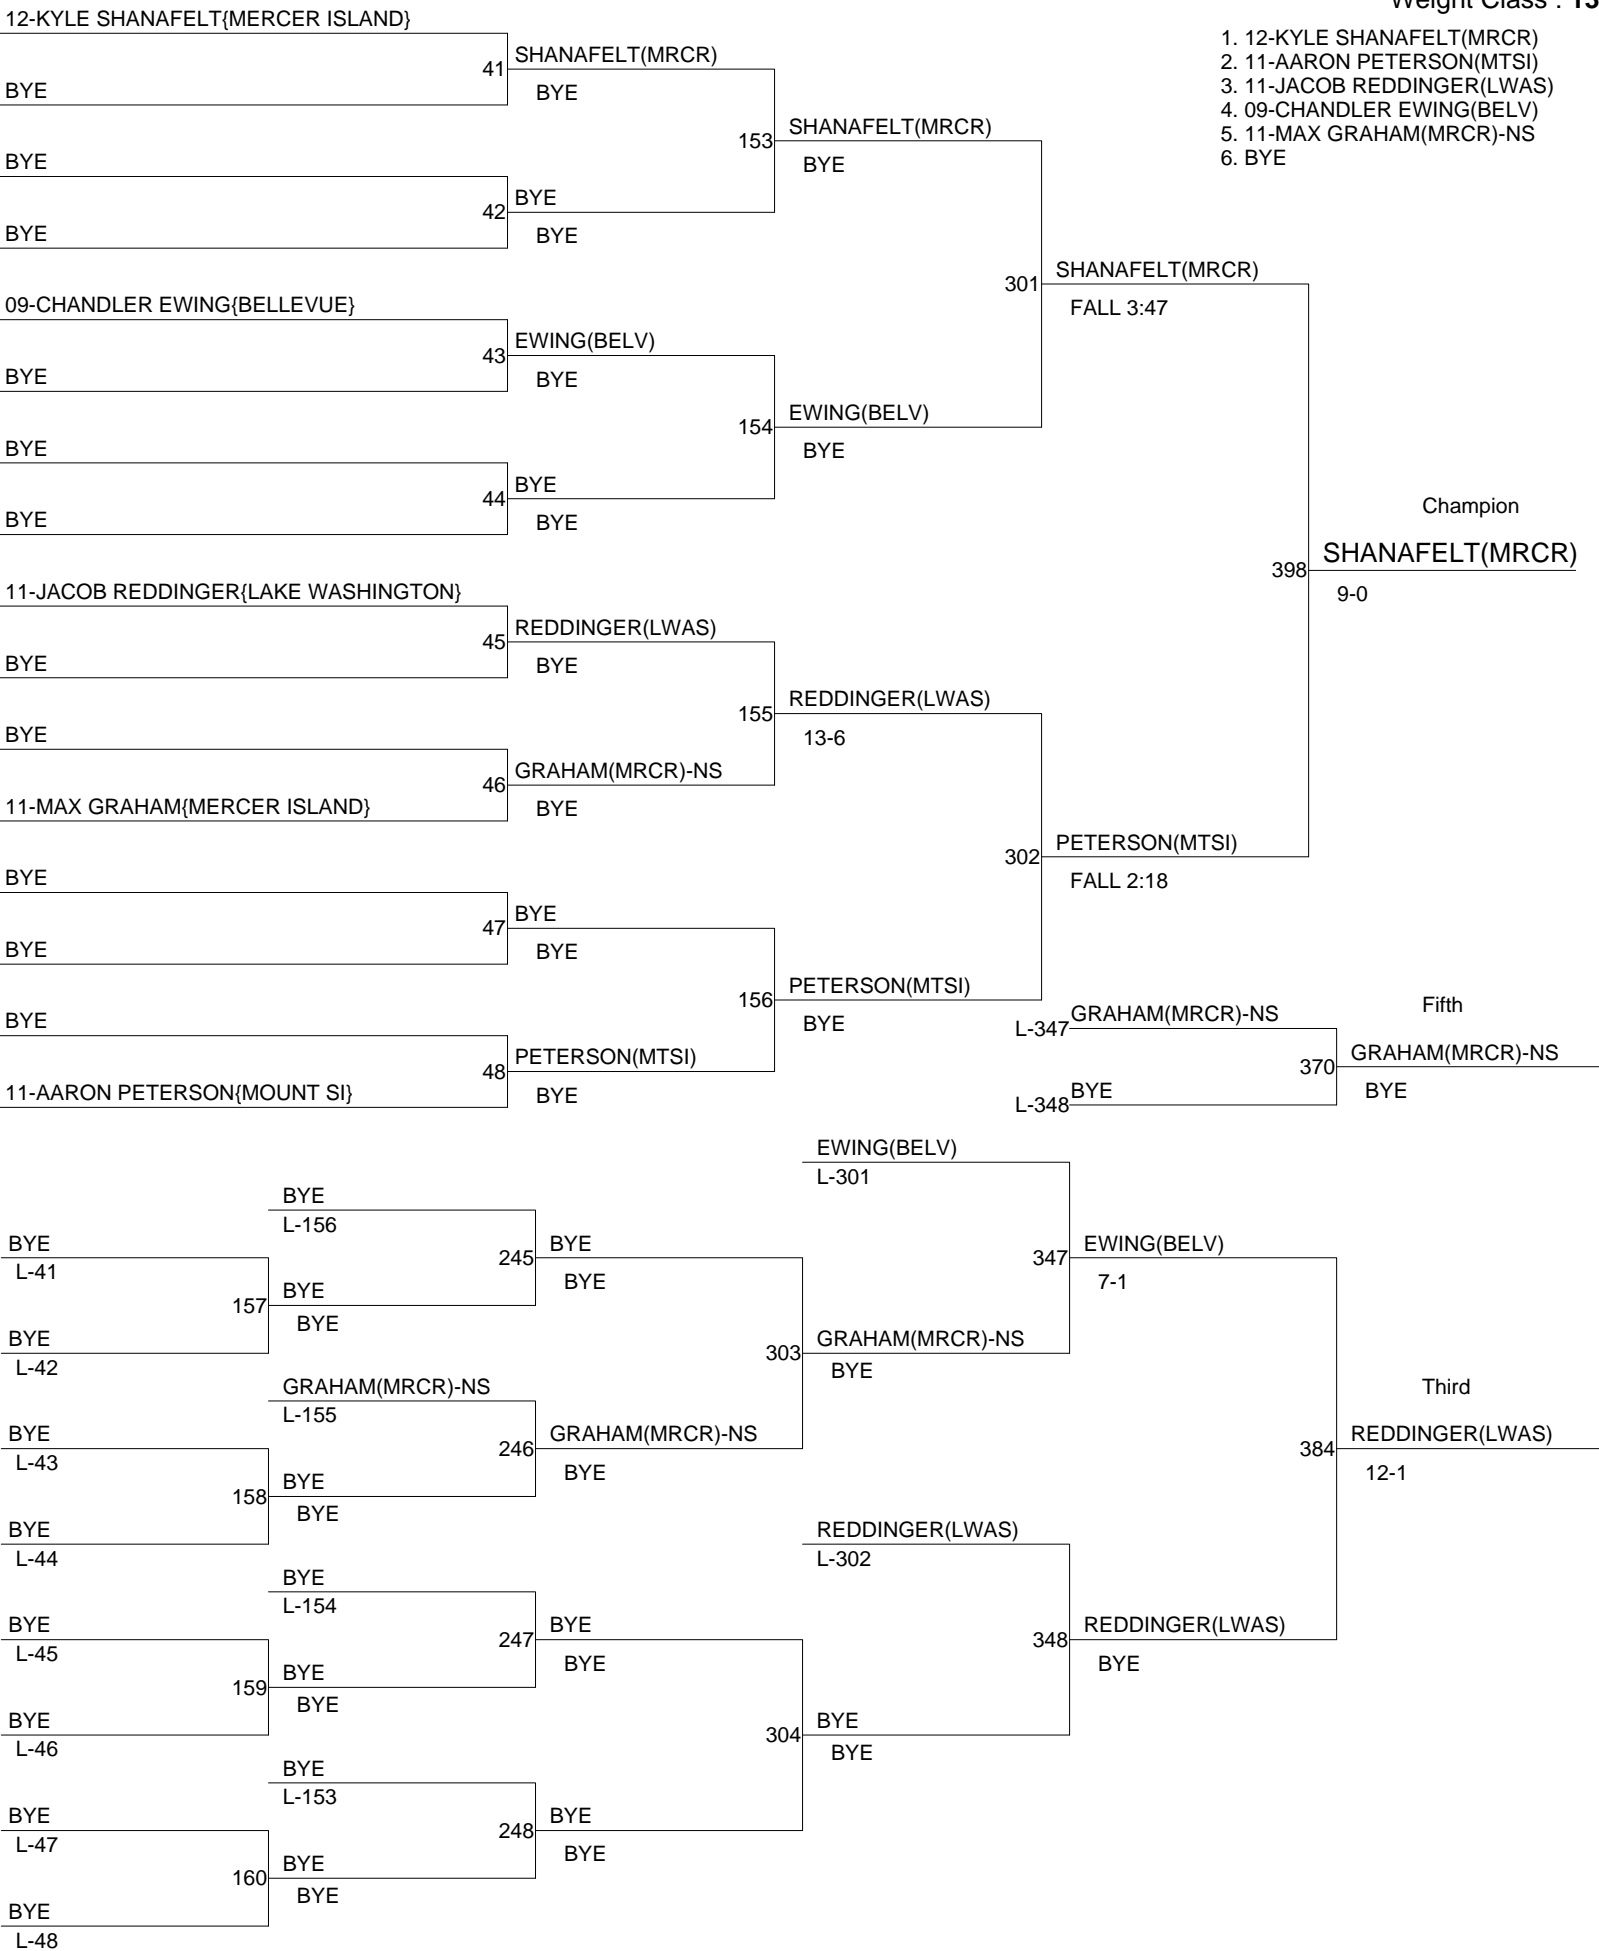 Weight Class : 13
1. 12-KYLE SHANAFELT(MRCR)
2. 11-AARON PETERSON(MTSI)
3. 11-JACOB REDDINGER(LWAS)
4. 09-CHANDLER EWING(BELV)
5. 11-MAX GRAHAM(MRCR)-NS
6. BYE
12-KYLE SHANAFELT{MERCER ISLAND}
41
BYE
SHANAFELT(MRCR)
BYE
153
BYE
42
BYE
BYE
BYE
SHANAFELT(MRCR)
BYE
301
09-CHANDLER EWING{BELLEVUE}
43
BYE
EWING(BELV)
BYE
154
BYE
44
BYE
BYE
BYE
EWING(BELV)
BYE
SHANAFELT(MRCR)
FALL 3:47
398
Champion
SHANAFELT(MRCR)
9-0
11-JACOB REDDINGER{LAKE WASHINGTON}
45
BYE
REDDINGER(LWAS)
BYE
155
BYE
46
11-MAX GRAHAM{MERCER ISLAND}
GRAHAM(MRCR)-NS
BYE
REDDINGER(LWAS)
13-6
302
BYE
47
BYE
BYE
BYE
156
BYE
48
11-AARON PETERSON{MOUNT SI}
PETERSON(MTSI)
BYE
PETERSON(MTSI)
BYE
PETERSON(MTSI)
FALL 2:18
Fifth
L-347
GRAHAM(MRCR)-NS
370
L-348
BYE
GRAHAM(MRCR)-NS
BYE
EWING(BELV)
L-301
347
BYE
L-156
245
BYE
L-41
157
BYE
L-42
BYE
BYE
BYE
BYE
303
GRAHAM(MRCR)-NS
L-155
246
BYE
L-43
158
BYE
L-44
BYE
BYE
GRAHAM(MRCR)-NS
BYE
GRAHAM(MRCR)-NS
BYE
EWING(BELV)
7-1
384
Third
REDDINGER(LWAS)
12-1
REDDINGER(LWAS)
L-302
348
BYE
L-154
247
BYE
L-45
159
BYE
L-46
BYE
BYE
BYE
BYE
304
BYE
L-153
248
BYE
L-47
160
BYE
L-48
BYE
BYE
BYE
BYE
BYE
BYE
REDDINGER(LWAS)
BYE